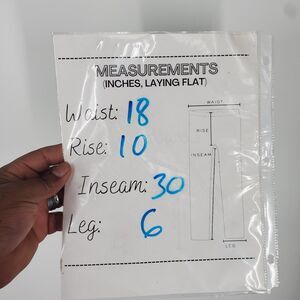 MEASUREMENTS
(INCHES, LAYING FLAT)
Waist: 18
WAIST
Rise: 10
RISE
INSEAM
Inseam: 30
Leg: 6
LEG